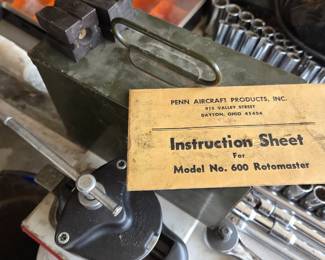 PENN AIRCRAFT PRODUCTS, INC.
915 VALLEY STREET
DAYTON, OHIO 45404
Instruction Sheet
For
Model No. 600 Rotomaster